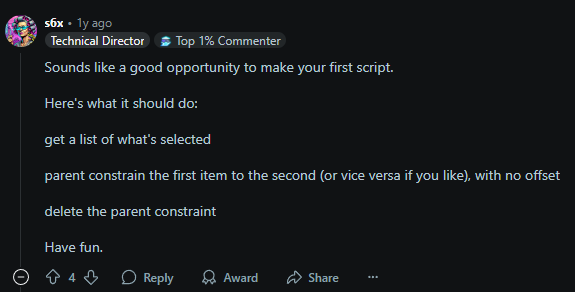 s6x • 1y ago
Technical Director Top 1% Commenter
Sounds like a good opportunity to make your first script.
Here's what it should do:
get a list of what's selected
parent constrain the first item to the second (or vice versa if you like), with no offset
delete the parent constraint
Have fun.
4 Reply Award Share ...